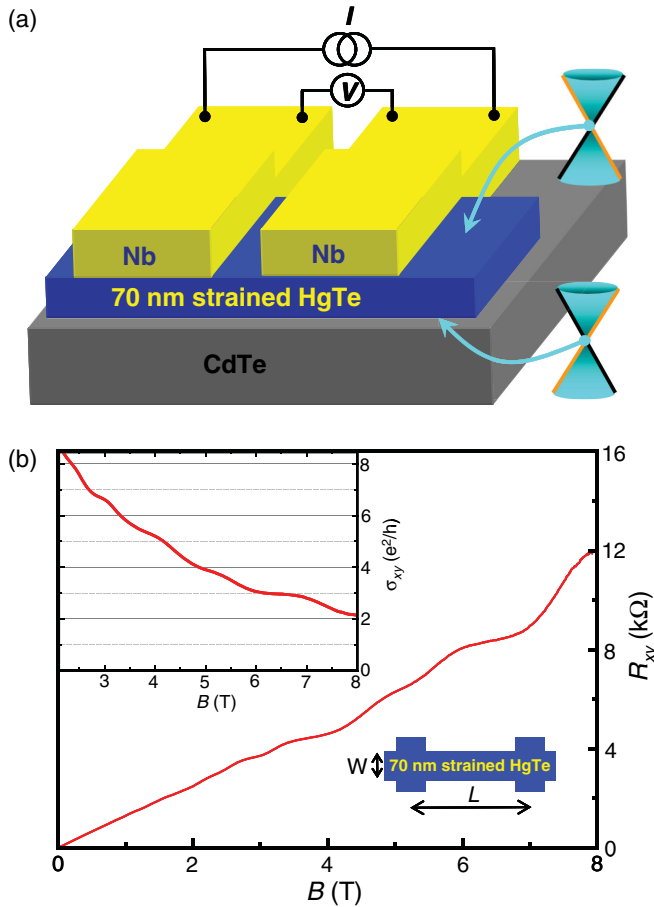 (a)
I
V
Nb
Nb
70 nm strained HgTe
CdTe
(b)
8
6
4
2
0
σxy (e²/h)
3 4 5 6 7 8
B (T)
16
12
8
4
0
Rxy (kΩ)
W
70 nm strained HgTe
L
0 2 4 6 8
B (T)